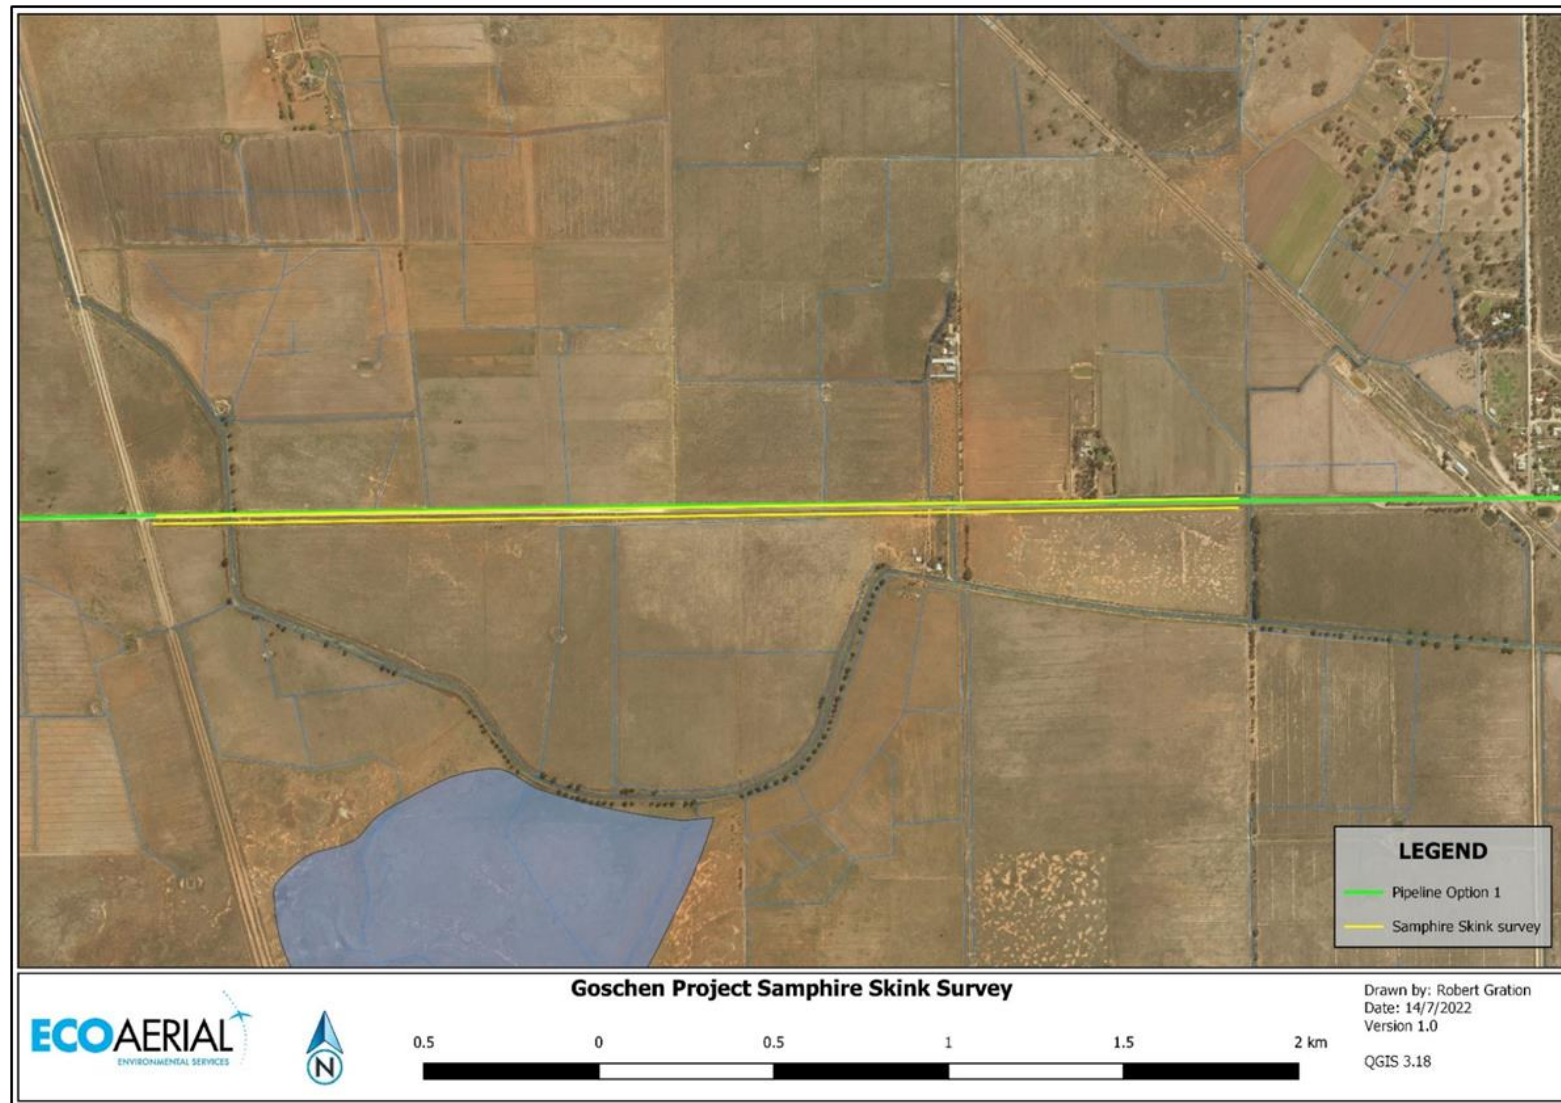 LEGEND
Pipeline Option 1
Samphire Skink survey
Goschen Project Samphire Skink Survey
ECOAERIAL
ENVIRONMENTAL SERVICES
N
0.5 0 0.5 1 1.5 2 km
Drawn by: Robert Gration
Date: 14/7/2022
Version 1.0
QGIS 3.18